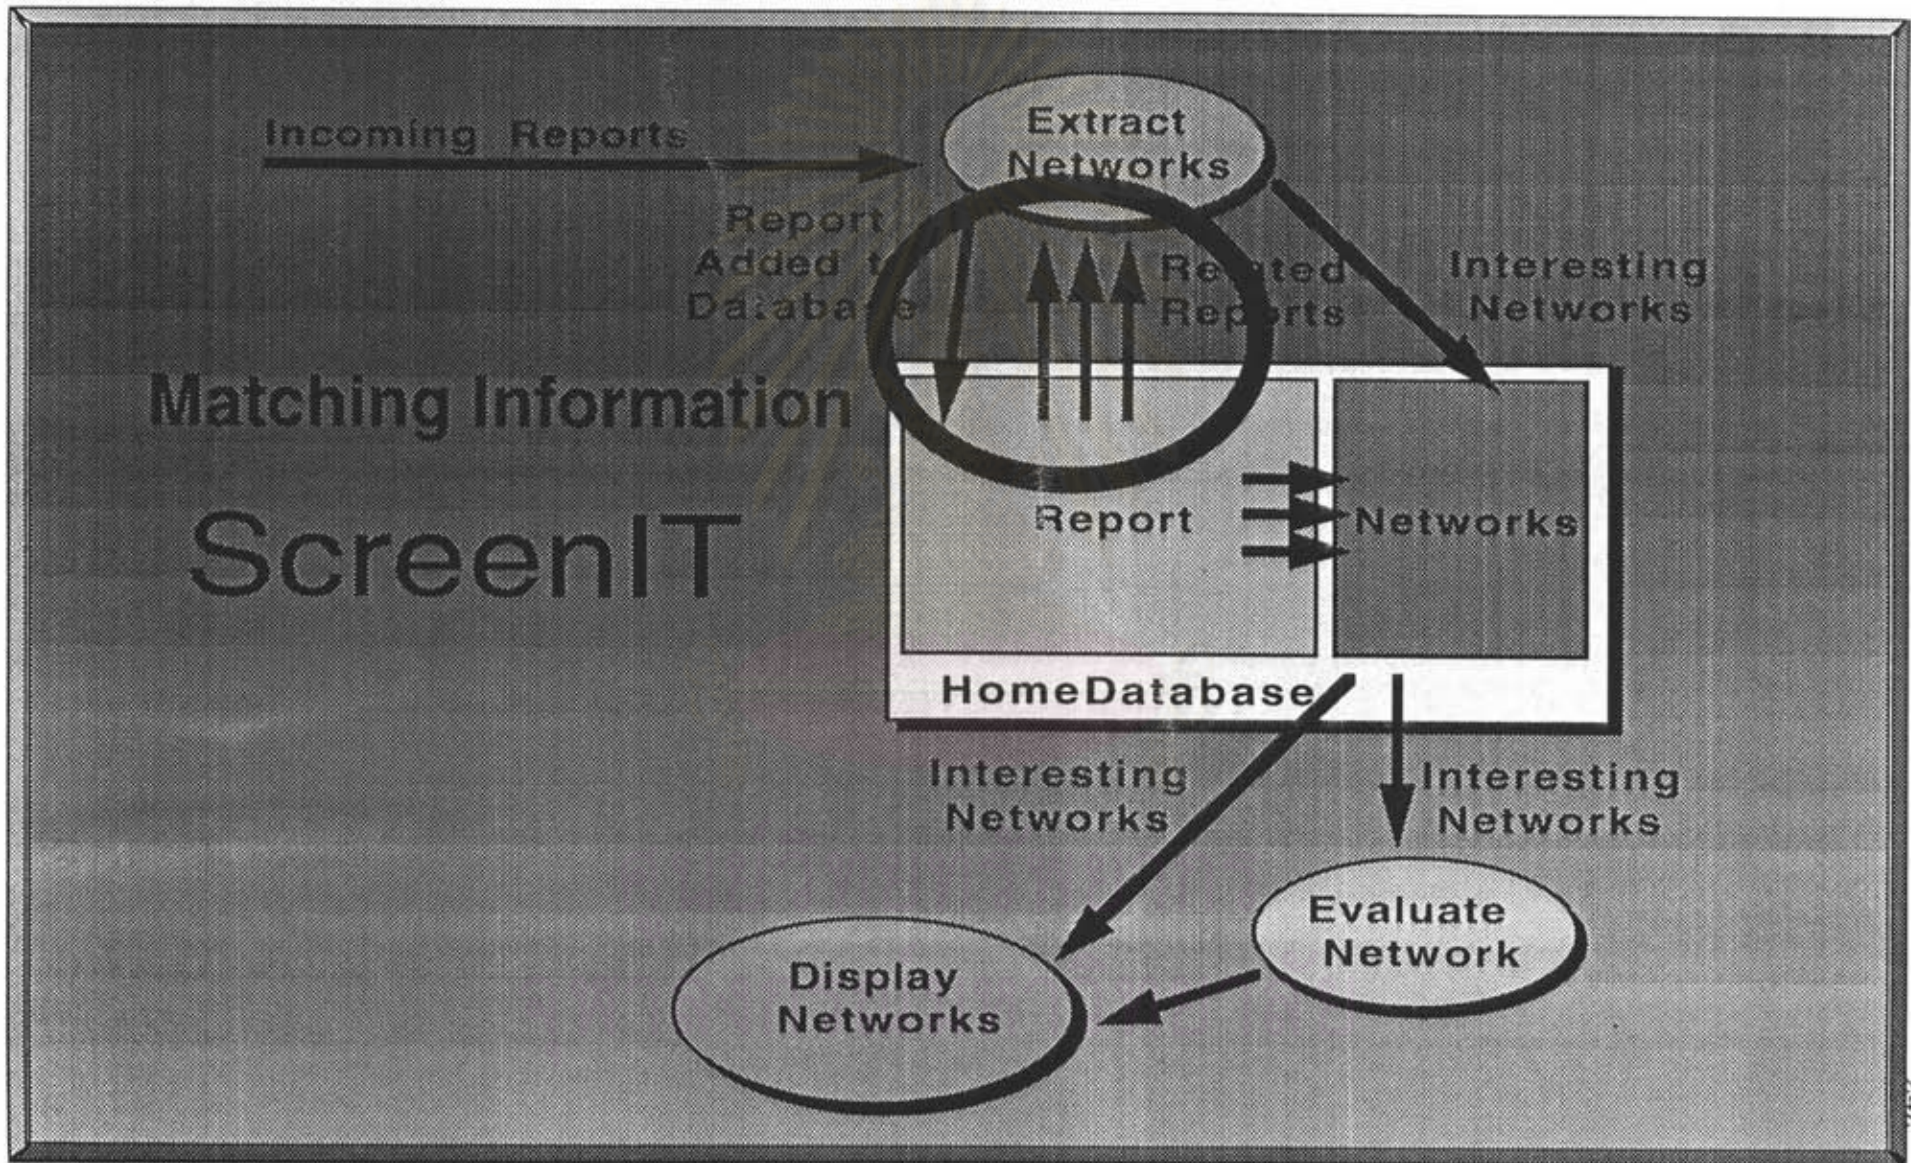 Incoming Reports
Extract
Networks
Report
Added t
Database
Related
Reports
Interesting
Networks
Matching Information
ScreenIT
Report
Networks
HomeDatabase
Interesting
Networks
Interesting
Networks
Evaluate
Network
Display
Networks